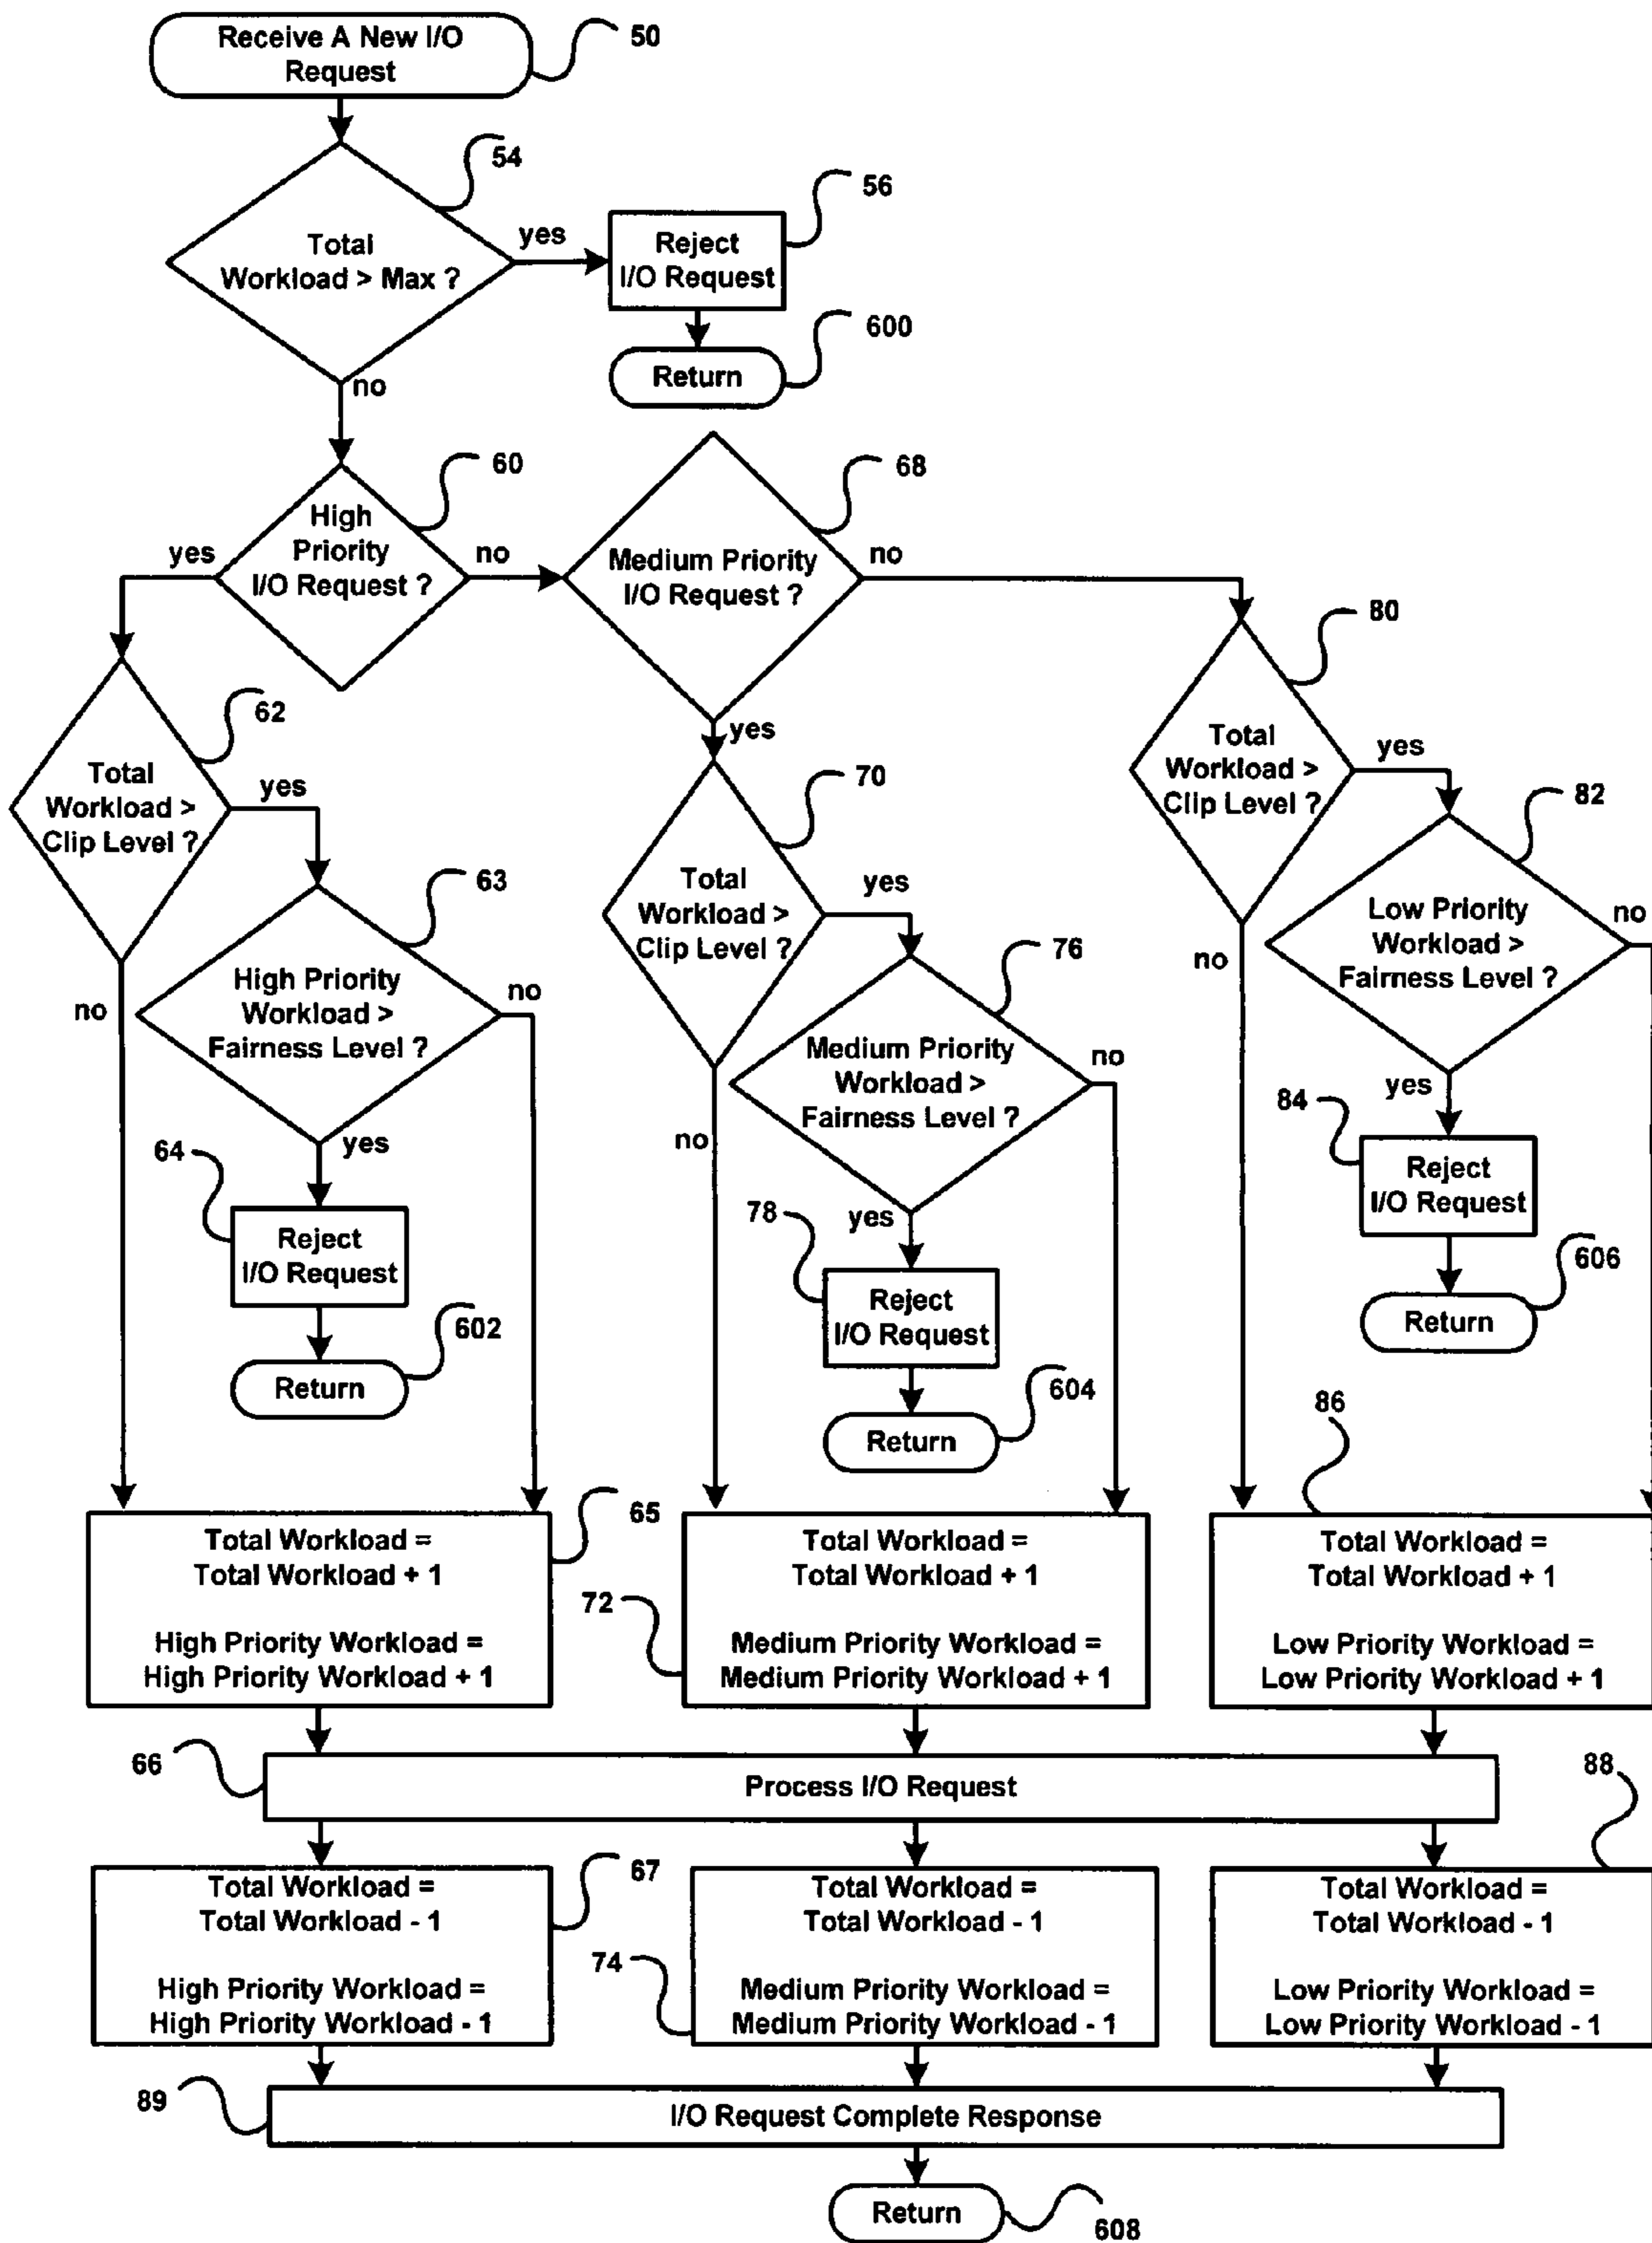 Receive A New I/O
Request
50
54
Total
Workload > Max ?
yes
56
Reject
I/O Request
600
Return
no
60
High
Priority
I/O Request ?
yes
no
68
Medium Priority
I/O Request ?
no
yes
62
Total
Workload >
Clip Level ?
yes
no
63
High Priority
Workload >
Fairness Level ?
no
yes
64
Reject
I/O Request
602
Return
70
Total
Workload >
Clip Level ?
yes
no
76
Medium Priority
Workload >
Fairness Level ?
no
yes
78
Reject
I/O Request
604
Return
80
Total
Workload >
Clip Level ?
yes
no
82
Low Priority
Workload >
Fairness Level ?
no
yes
84
Reject
I/O Request
606
Return
65
Total Workload =
Total Workload + 1
High Priority Workload =
High Priority Workload + 1
72
Total Workload =
Total Workload + 1
Medium Priority Workload =
Medium Priority Workload + 1
86
Total Workload =
Total Workload + 1
Low Priority Workload =
Low Priority Workload + 1
66
Process I/O Request
67
Total Workload =
Total Workload - 1
High Priority Workload =
High Priority Workload - 1
74
Total Workload =
Total Workload - 1
Medium Priority Workload =
Medium Priority Workload - 1
88
Total Workload =
Total Workload - 1
Low Priority Workload =
Low Priority Workload - 1
89
I/O Request Complete Response
Return
608